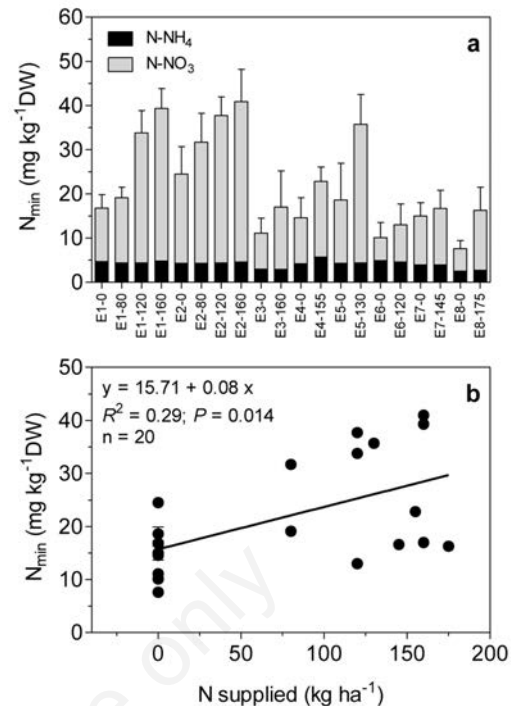 a
N-NH₄
N-NO₃
60
50
40
30
20
10
0
Nmin (mg kg⁻¹DW)
E1-0
E1-80
E1-120
E1-160
E2-0
E2-80
E2-120
E2-160
E3-0
E3-160
E4-0
E4-155
E5-0
E5-130
E6-0
E6-120
E7-0
E7-145
E8-0
E8-175
b
y = 15.71 + 0.08 x
R² = 0.29; P = 0.014
n = 20
50
40
30
20
10
0
Nmin (mg kg⁻¹DW)
0 50 100 150 200
N supplied (kg ha⁻¹)
s only